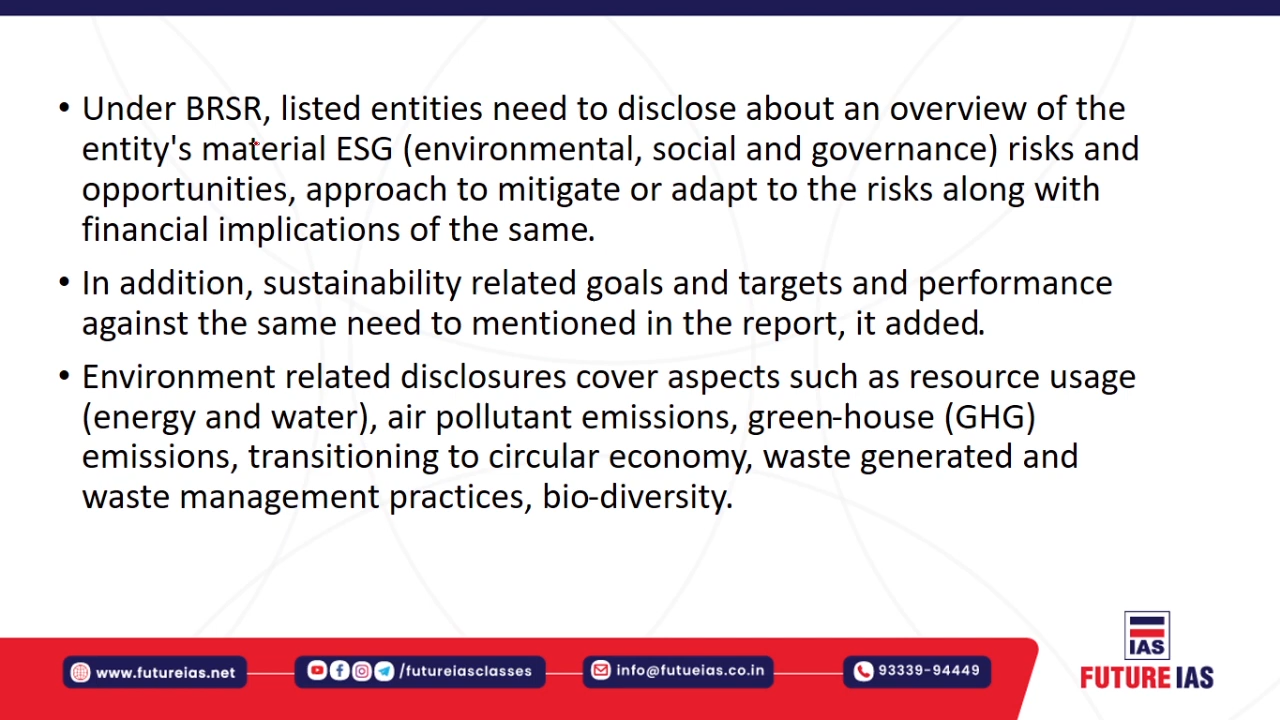 • Under BRSR, listed entities need to disclose about an overview of the
entity's material ESG (environmental, social and governance) risks and
opportunities, approach to mitigate or adapt to the risks along with
financial implications of the same.
• In addition, sustainability related goals and targets and performance
against the same need to mentioned in the report, it added.
• Environment related disclosures cover aspects such as resource usage
(energy and water), air pollutant emissions, green-house (GHG)
emissions, transitioning to circular economy, waste generated and
waste management practices, bio-diversity.
www.futureias.net
/futureiasclasses
info@futueias.co.in
93339-94449
IAS
FUTURE IAS